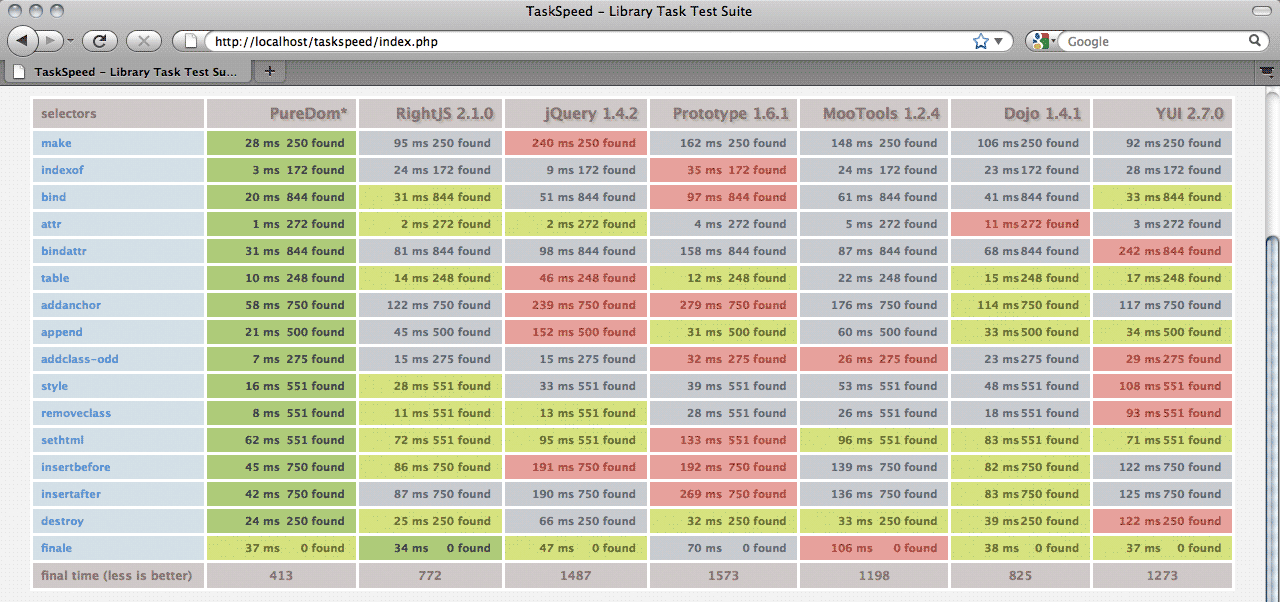 TaskSpeed – Library Task Test Suite
http://localhost/taskspeed/index.php Google
TaskSpeed – Library Task Test Su... +
selectors PureDom* RightJS 2.1.0 jQuery 1.4.2 Prototype 1.6.1 MooTools 1.2.4 Dojo 1.4.1 YUI 2.7.0
make 28 ms 250 found 95 ms 250 found 240 ms 250 found 162 ms 250 found 148 ms 250 found 106 ms 250 found 92 ms 250 found
indexof 3 ms 172 found 24 ms 172 found 9 ms 172 found 35 ms 172 found 24 ms 172 found 23 ms 172 found 28 ms 172 found
bind 20 ms 844 found 31 ms 844 found 51 ms 844 found 97 ms 844 found 61 ms 844 found 41 ms 844 found 33 ms 844 found
attr 1 ms 272 found 2 ms 272 found 2 ms 272 found 4 ms 272 found 5 ms 272 found 11 ms 272 found 3 ms 272 found
bindattr 31 ms 844 found 81 ms 844 found 98 ms 844 found 158 ms 844 found 87 ms 844 found 68 ms 844 found 242 ms 844 found
table 10 ms 248 found 14 ms 248 found 46 ms 248 found 12 ms 248 found 22 ms 248 found 15 ms 248 found 17 ms 248 found
addanchor 58 ms 750 found 122 ms 750 found 239 ms 750 found 279 ms 750 found 176 ms 750 found 114 ms 750 found 117 ms 750 found
append 21 ms 500 found 45 ms 500 found 152 ms 500 found 31 ms 500 found 60 ms 500 found 33 ms 500 found 34 ms 500 found
addclass-odd 7 ms 275 found 15 ms 275 found 15 ms 275 found 32 ms 275 found 26 ms 275 found 23 ms 275 found 29 ms 275 found
style 16 ms 551 found 28 ms 551 found 33 ms 551 found 39 ms 551 found 53 ms 551 found 48 ms 551 found 108 ms 551 found
removeclass 8 ms 551 found 11 ms 551 found 13 ms 551 found 28 ms 551 found 26 ms 551 found 18 ms 551 found 93 ms 551 found
sethtml 62 ms 551 found 72 ms 551 found 95 ms 551 found 133 ms 551 found 96 ms 551 found 83 ms 551 found 71 ms 551 found
insertbefore 45 ms 750 found 86 ms 750 found 191 ms 750 found 192 ms 750 found 139 ms 750 found 82 ms 750 found 122 ms 750 found
insertafter 42 ms 750 found 87 ms 750 found 190 ms 750 found 269 ms 750 found 136 ms 750 found 83 ms 750 found 125 ms 750 found
destroy 24 ms 250 found 25 ms 250 found 66 ms 250 found 32 ms 250 found 33 ms 250 found 39 ms 250 found 122 ms 250 found
finale 37 ms 0 found 34 ms 0 found 47 ms 0 found 70 ms 0 found 106 ms 0 found 38 ms 0 found 37 ms 0 found
final time (less is better) 413 772 1487 1573 1198 825 1273